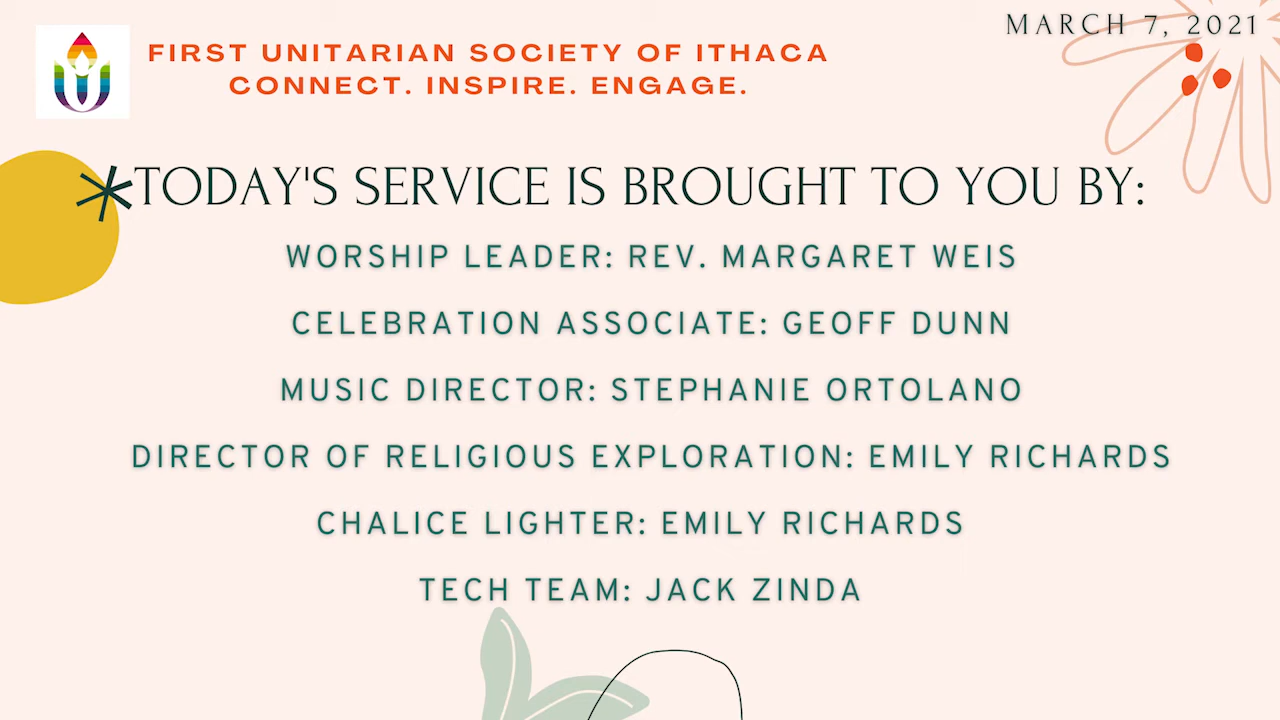 MARCH 7, 2021
FIRST UNITARIAN SOCIETY OF ITHACA
CONNECT. INSPIRE. ENGAGE.
TODAY'S SERVICE IS BROUGHT TO YOU BY:
WORSHIP LEADER: REV. MARGARET WEIS
CELEBRATION ASSOCIATE: GEOFF DUNN
MUSIC DIRECTOR: STEPHANIE ORTOLANO
DIRECTOR OF RELIGIOUS EXPLORATION: EMILY RICHARDS
CHALICE LIGHTER: EMILY RICHARDS
TECH TEAM: JACK ZINDA